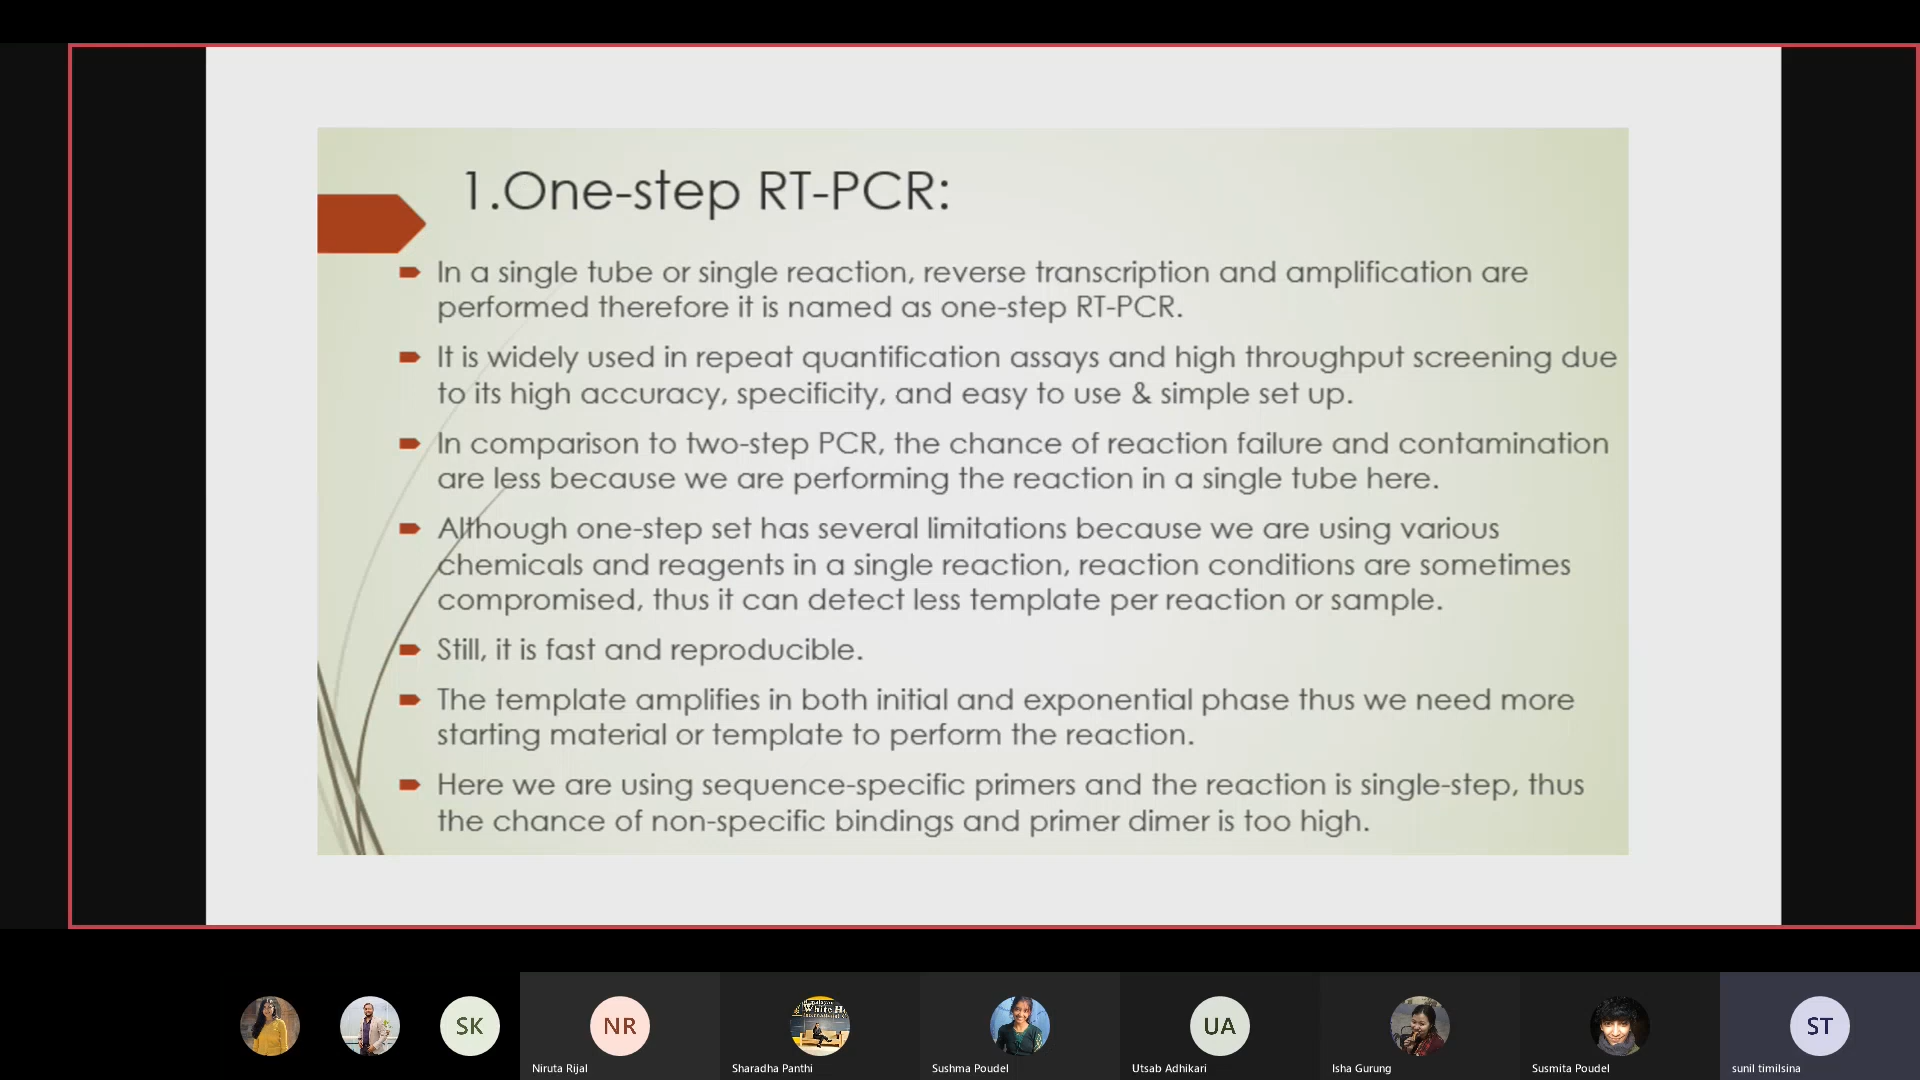 1.One-step RT-PCR:
In a single tube or single reaction, reverse transcription and amplification are
performed therefore it is named as one-step RT-PCR.
It is widely used in repeat quantification assays and high throughput screening due
to its high accuracy, specificity, and easy to use & simple set up.
In comparison to two-step PCR, the chance of reaction failure and contamination
are less because we are performing the reaction in a single tube here.
Although one-step set has several limitations because we are using various
chemicals and reagents in a single reaction, reaction conditions are sometimes
compromised, thus it can detect less template per reaction or sample.
Still, it is fast and reproducible.
The template amplifies in both initial and exponential phase thus we need more
starting material or template to perform the reaction.
Here we are using sequence-specific primers and the reaction is single-step, thus
the chance of non-specific bindings and primer dimer is too high.
SK
NR
White H
UA
ST
Niruta Rijal
Sharadha Panthi
Sushma Poudel
Utsab Adhikari
Isha Gurung
Susmita Poudel
sunil timilsina